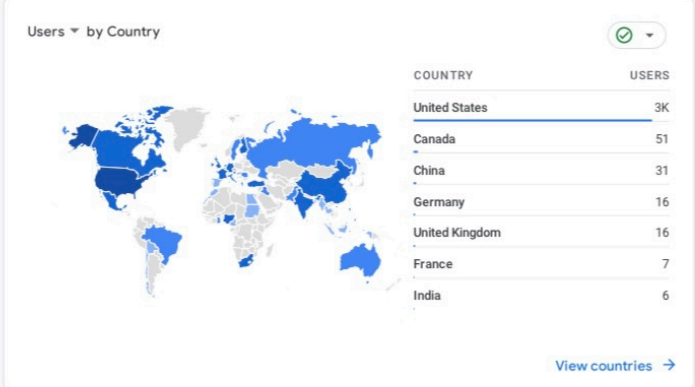 Users by Country
COUNTRY USERS
United States 3K
Canada 51
China 31
Germany 16
United Kingdom 16
France 7
India 6
View countries